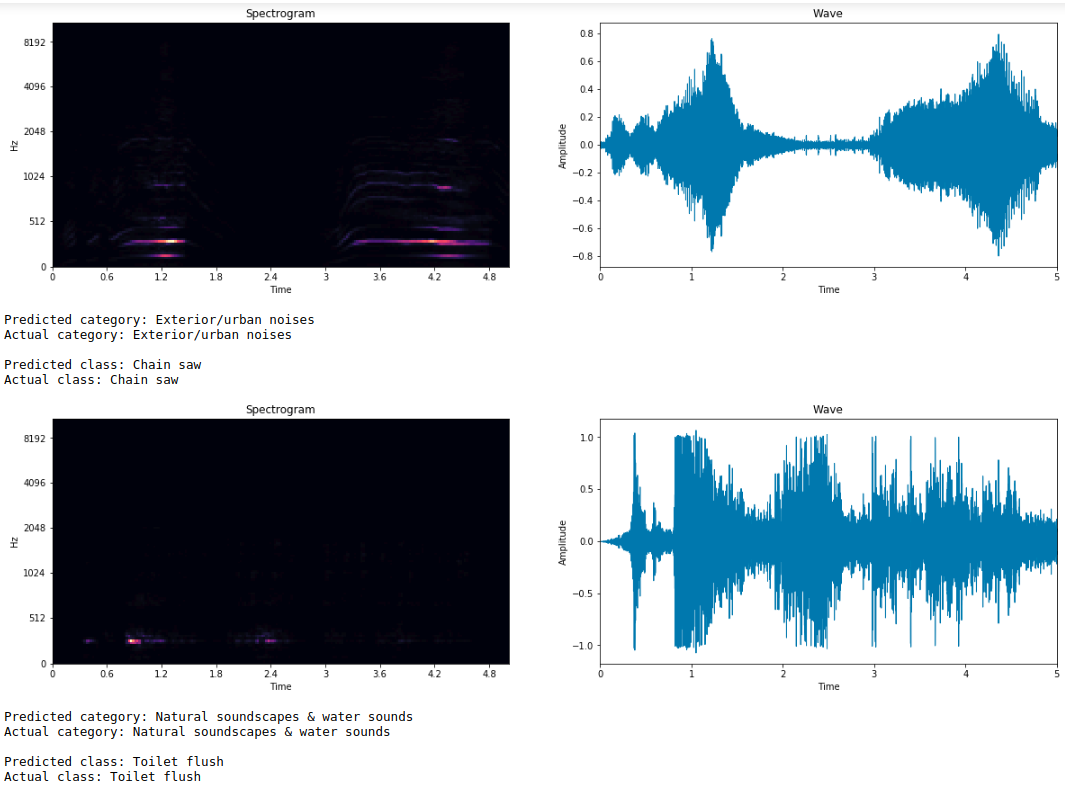 Spectrogram
Wave
8192
4096
2048
1024
512
0
Hz
0 0.6 1.2 1.8 2.4 3 3.6 4.2 4.8
Time
0.8
0.6
0.4
0.2
0.0
−0.2
−0.4
−0.6
−0.8
Amplitude
0 1 2 3 4 5
Time
Predicted category: Exterior/urban noises
Actual category: Exterior/urban noises
Predicted class: Chain saw
Actual class: Chain saw
Spectrogram
Wave
8192
4096
2048
1024
512
0
Hz
0 0.6 1.2 1.8 2.4 3 3.6 4.2 4.8
Time
1.0
0.5
0.0
−0.5
−1.0
Amplitude
0 1 2 3 4 5
Time
Predicted category: Natural soundscapes & water sounds
Actual category: Natural soundscapes & water sounds
Predicted class: Toilet flush
Actual class: Toilet flush